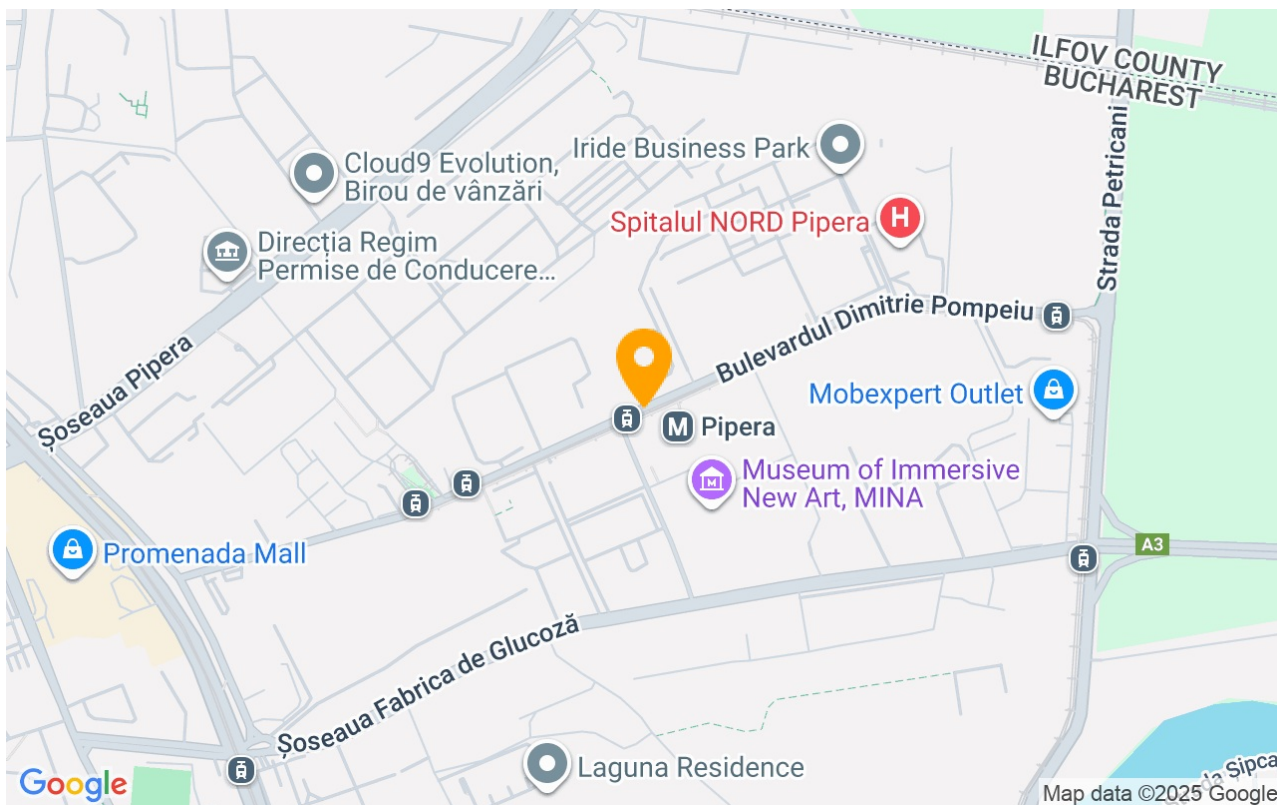 ILFOV COUNTY
BUCHAREST
Strada Petricani
Iride Business Park
Cloud9 Evolution,
Birou de vânzări
Spitalul NORD Pipera
H
Direcția Regim
Permise de Conducere...
Bulevardul Dimitrie Pompeiu
Șoseaua Pipera
Mobexpert Outlet
M Pipera
Museum of Immersive
New Art, MINA
Promenada Mall
A3
Șoseaua Fabrica de Glucoză
Laguna Residence
Google
Sipca
Map data ©2025 Google